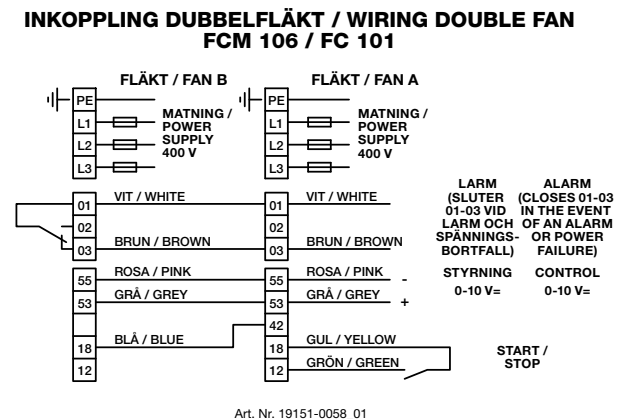 INKOPPLING DUBBELFLÄKT / WIRING DOUBLE FAN
FCM 106 / FC 101
FLÄKT / FAN B
FLÄKT / FAN A
PE
L1
L2
L3
MATNING /
POWER
SUPPLY
400 V
PE
L1
L2
L3
MATNING /
POWER
SUPPLY
400 V
01
VIT / WHITE
01
VIT / WHITE
02
02
03
BRUN / BROWN
03
BRUN / BROWN
LARM
(SLUTER
01-03 VID
LARM OCH
SPÄNNINGS-
BORTFALL)
ALARM
(CLOSES 01-03
IN THE EVENT
OF AN ALARM
OR POWER
FAILURE)
55
ROSA / PINK
55
ROSA / PINK
-
53
GRÅ / GREY
53
GRÅ / GREY
+
STYRNING
0-10 V=
CONTROL
0-10 V=
42
18
BLÅ / BLUE
18
GUL / YELLOW
12
12
GRÖN / GREEN
START /
STOP
Art. Nr. 19151-0058_01